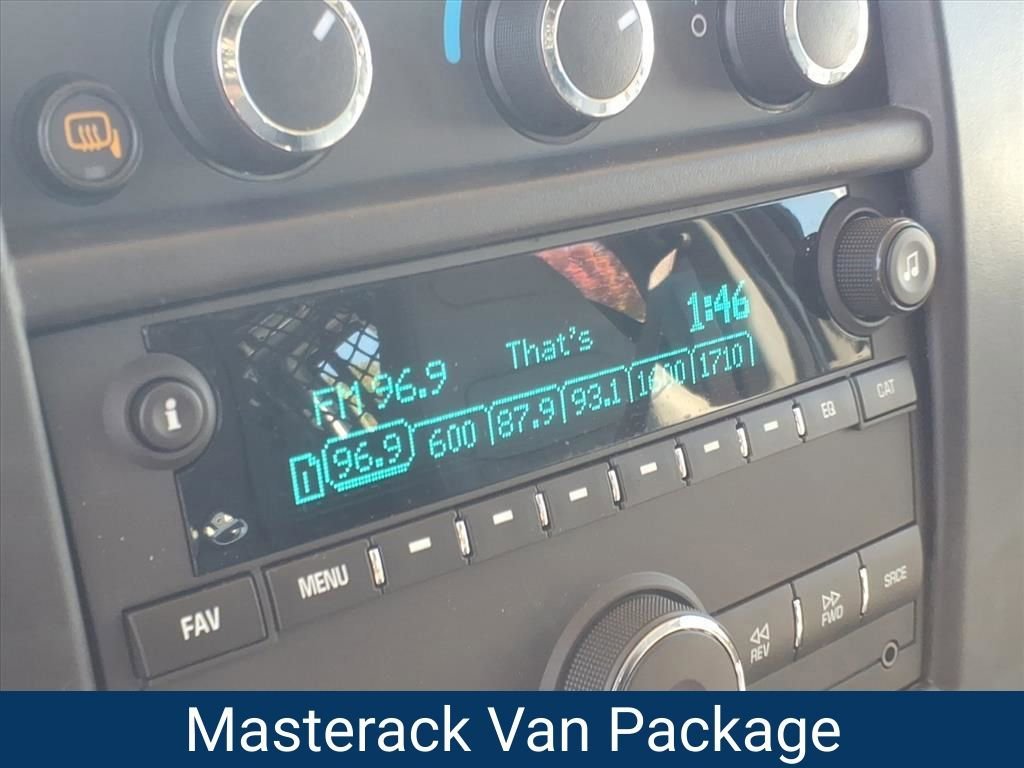 FM 96.9 That's 1:46
1 96.9 600 87.9 93.1 1600 1710
i
CAT
EQ
MENU
FAV
SRCE
FWD
REV
Masterack Van Package